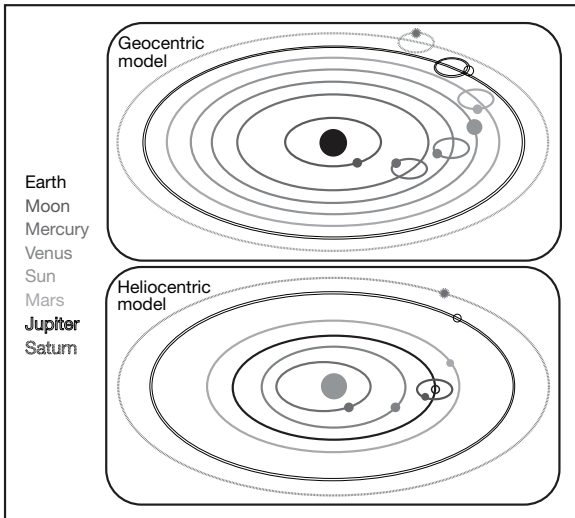 Geocentric
model
Earth
Moon
Mercury
Venus
Sun
Mars
Jupiter
Saturn
Heliocentric
model